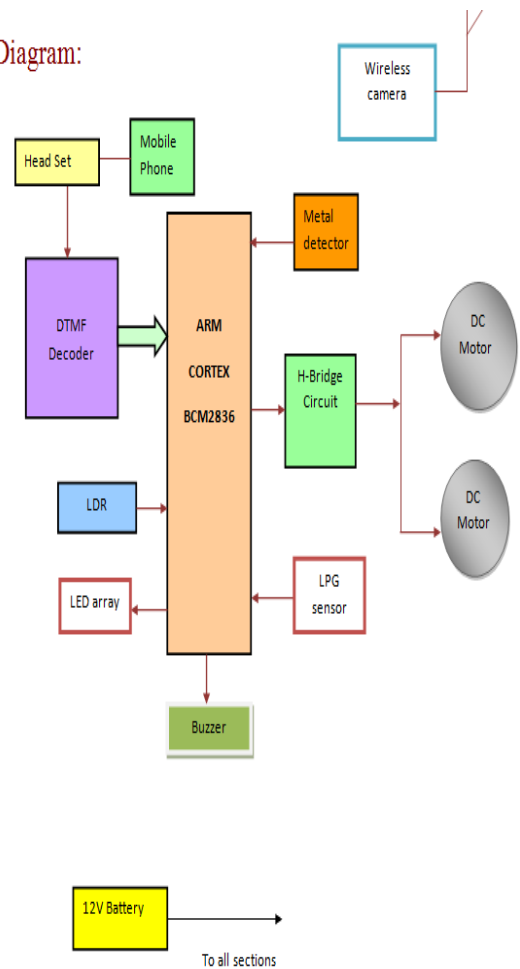 Diagram:
Wireless
camera
Head Set
Mobile
Phone
Metal
detector
DTMF
Decoder
ARM
CORTEX
BCM2836
H-Bridge
Circuit
DC
Motor
LDR
DC
Motor
LED array
LPG
sensor
Buzzer
12V Battery
To all sections